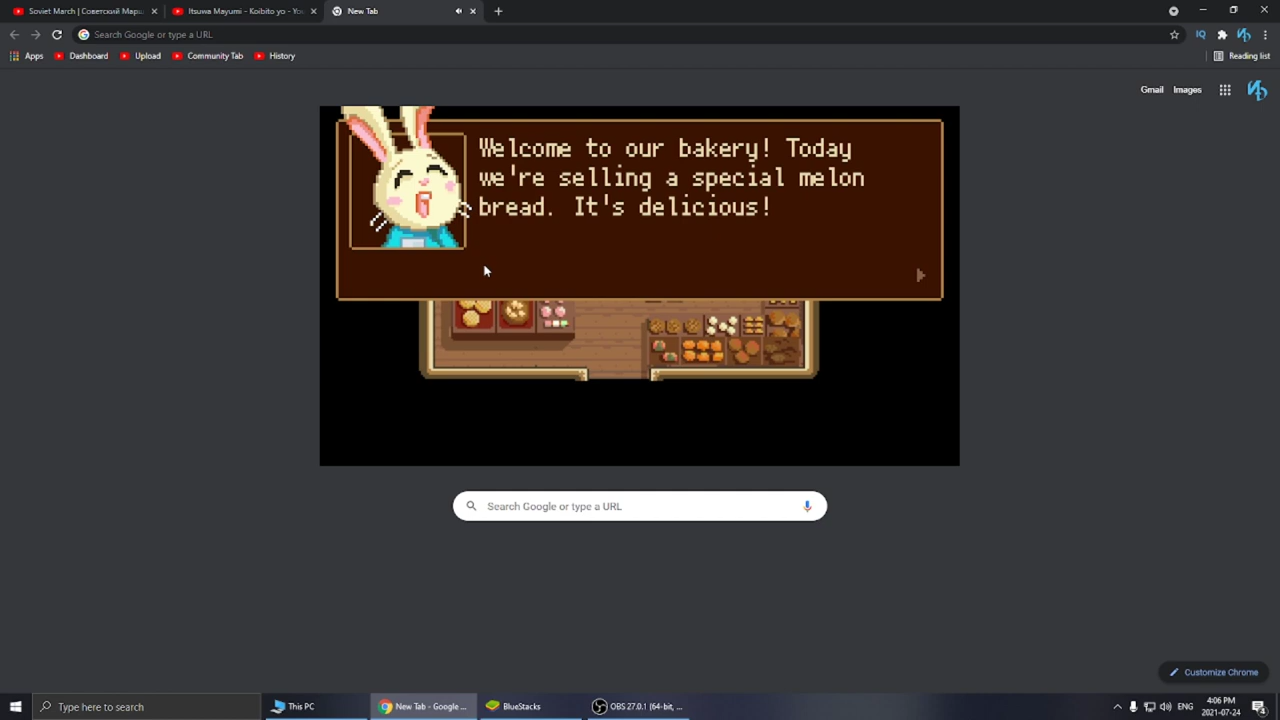 Soviet March | Советский Марш
Itsuwa Mayumi - Koibito yo - Yo
New Tab
Search Google or type a URL
Apps
Dashboard
Upload
Community Tab
History
Reading list
Gmail
Images
Welcome to our bakery! Today
we're selling a special melon
bread. It's delicious!
Search Google or type a URL
Customize Chrome
Type here to search
This PC
New Tab - Google ...
BlueStacks
OBS 27.0.1 (64-bit, ...
ENG
4:06 PM
2021-07-24